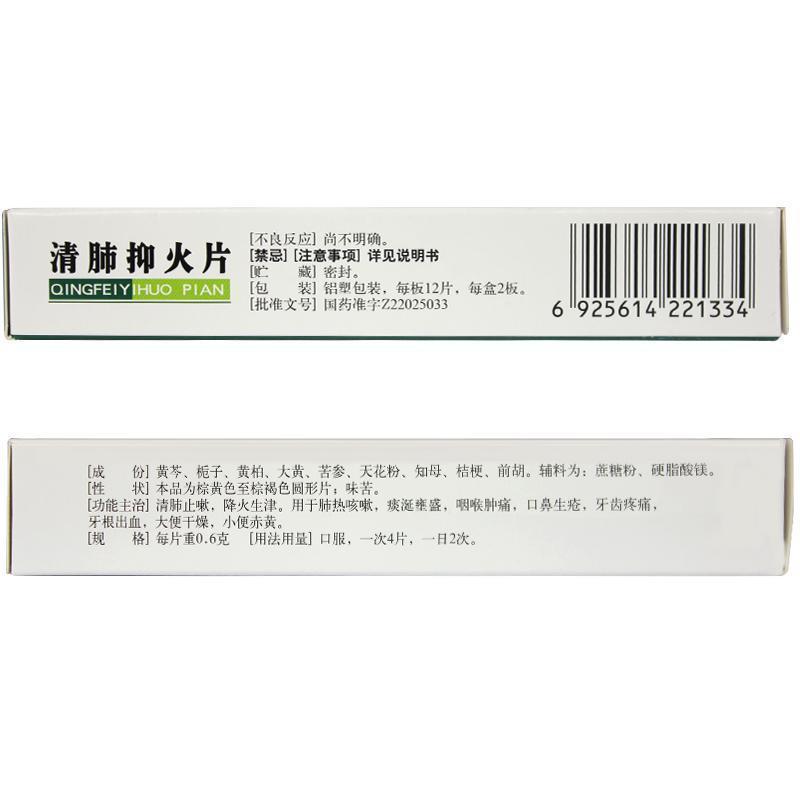 清肺抑火片
QINGFEIYIHUO PIAN
[不良反应] 尚不明确。
[禁忌] [注意事项] 详见说明书
[贮　　藏] 密封。
[包　　装] 铝塑包装，每板12片，每盒2板。
[批准文号] 国药准字Z22025033
6 925614 221334
[成　　份] 黄芩、栀子、黄柏、大黄、苦参、天花粉、知母、桔梗、前胡。辅料为：蔗糖粉、硬脂酸镁。
[性　　状] 本品为棕黄色至棕褐色圆形片；味苦。
[功能主治] 清肺止嗽，降火生津。用于肺热咳嗽，痰涎壅盛，咽喉肿痛，口鼻生疮，牙齿疼痛，
牙根出血，大便干燥，小便赤黄。
[规　　格] 每片重0.6克 [用法用量] 口服，一次4片，一日2次。